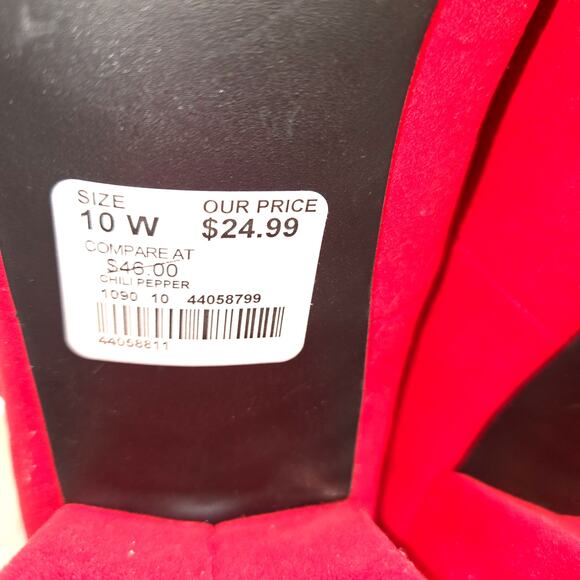 SIZE OUR PRICE
10 W $24.99
COMPARE AT
$46.00
CHILI PEPPER
1090 10 44058799
44058811